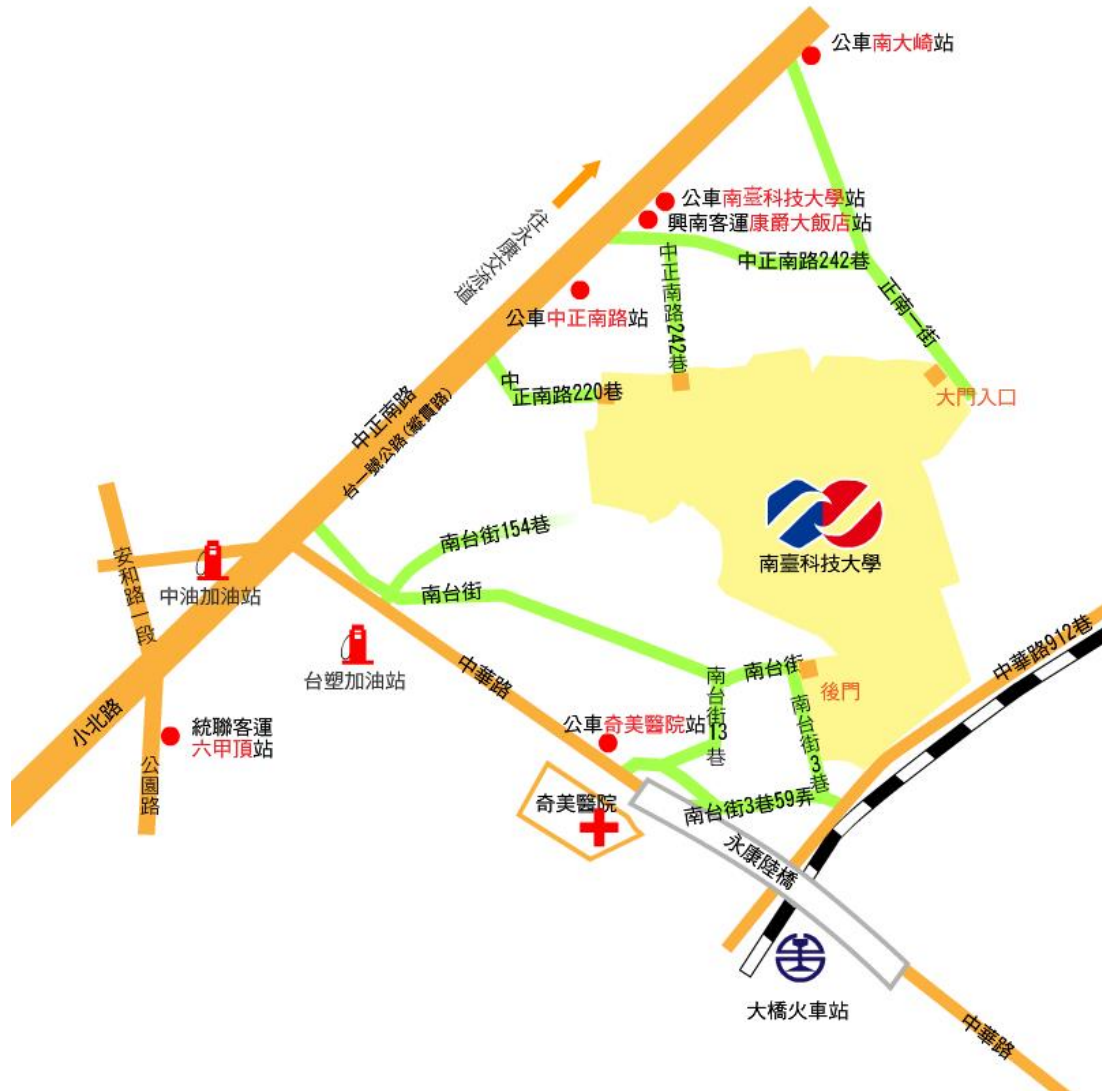 公車南大崎站
公車南臺科技大學站
興南客運康爵大飯店站
往永康交流道
中正南路242巷
中正南路242巷
正南一街
公車中正南路站
中正南路220巷
大門入口
中正南路
台一號公路(縱貫路)
南臺科技大學
南台街154巷
安和路一段
中油加油站
南台街
台塑加油站
中華路
南台街
後門
中華路912巷
南台街13巷
南台街3巷
小北路
統聯客運
六甲頂站
公園路
公車奇美醫院站
奇美醫院
南台街3巷59弄
永康陸橋
大橋火車站
中華路